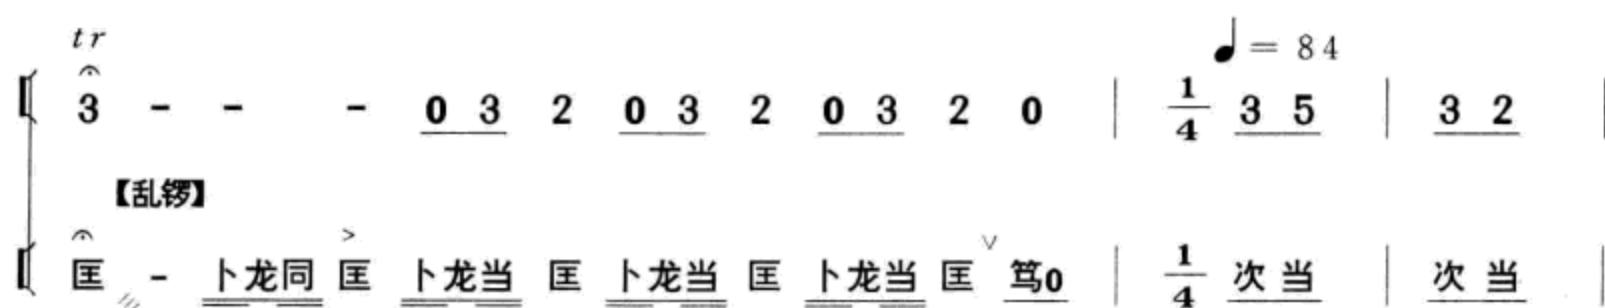 tr
♩ = 84
3 - - - 0 3 2 0 3 2 0 3 2 0 | 1/4 3 5 | 3 2 |
【乱锣】
匡 - 卜龙同 匡 卜龙当 匡 卜龙当 匡 卜龙当 匡 笃0 | 1/4 次 当 | 次 当 |